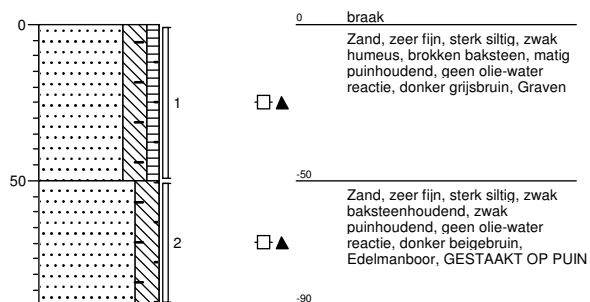 0
50
1
2
0 braak
Zand, zeer fijn, sterk siltig, zwak
humeus, brokken baksteen, matig
puinhoudend, geen olie-water
reactie, donker grijsbruin, Graven
-50
Zand, zeer fijn, sterk siltig, zwak
baksteenhoudend, zwak
puinhoudend, geen olie-water
reactie, donker beigebruin,
Edelmanboor, GESTAAKT OP PUIN
-90